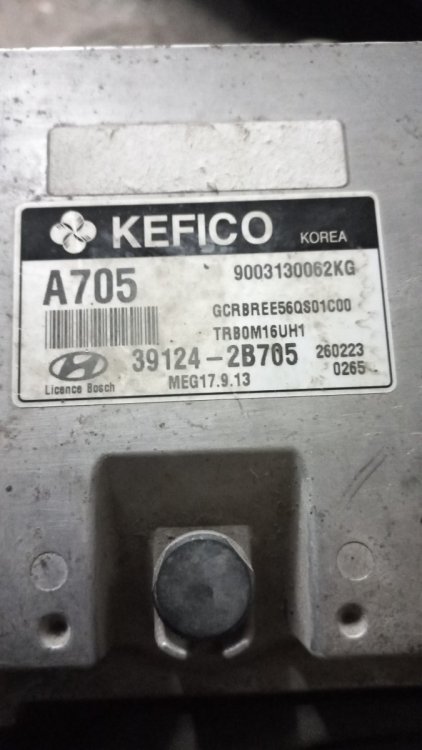 KEFICO KOREA
A705 9003130062KG
GCRBREE56QS01C00
TRB0M16UH1
39124-2B705 260223
Licence Bosch MEG17.9.13 0265